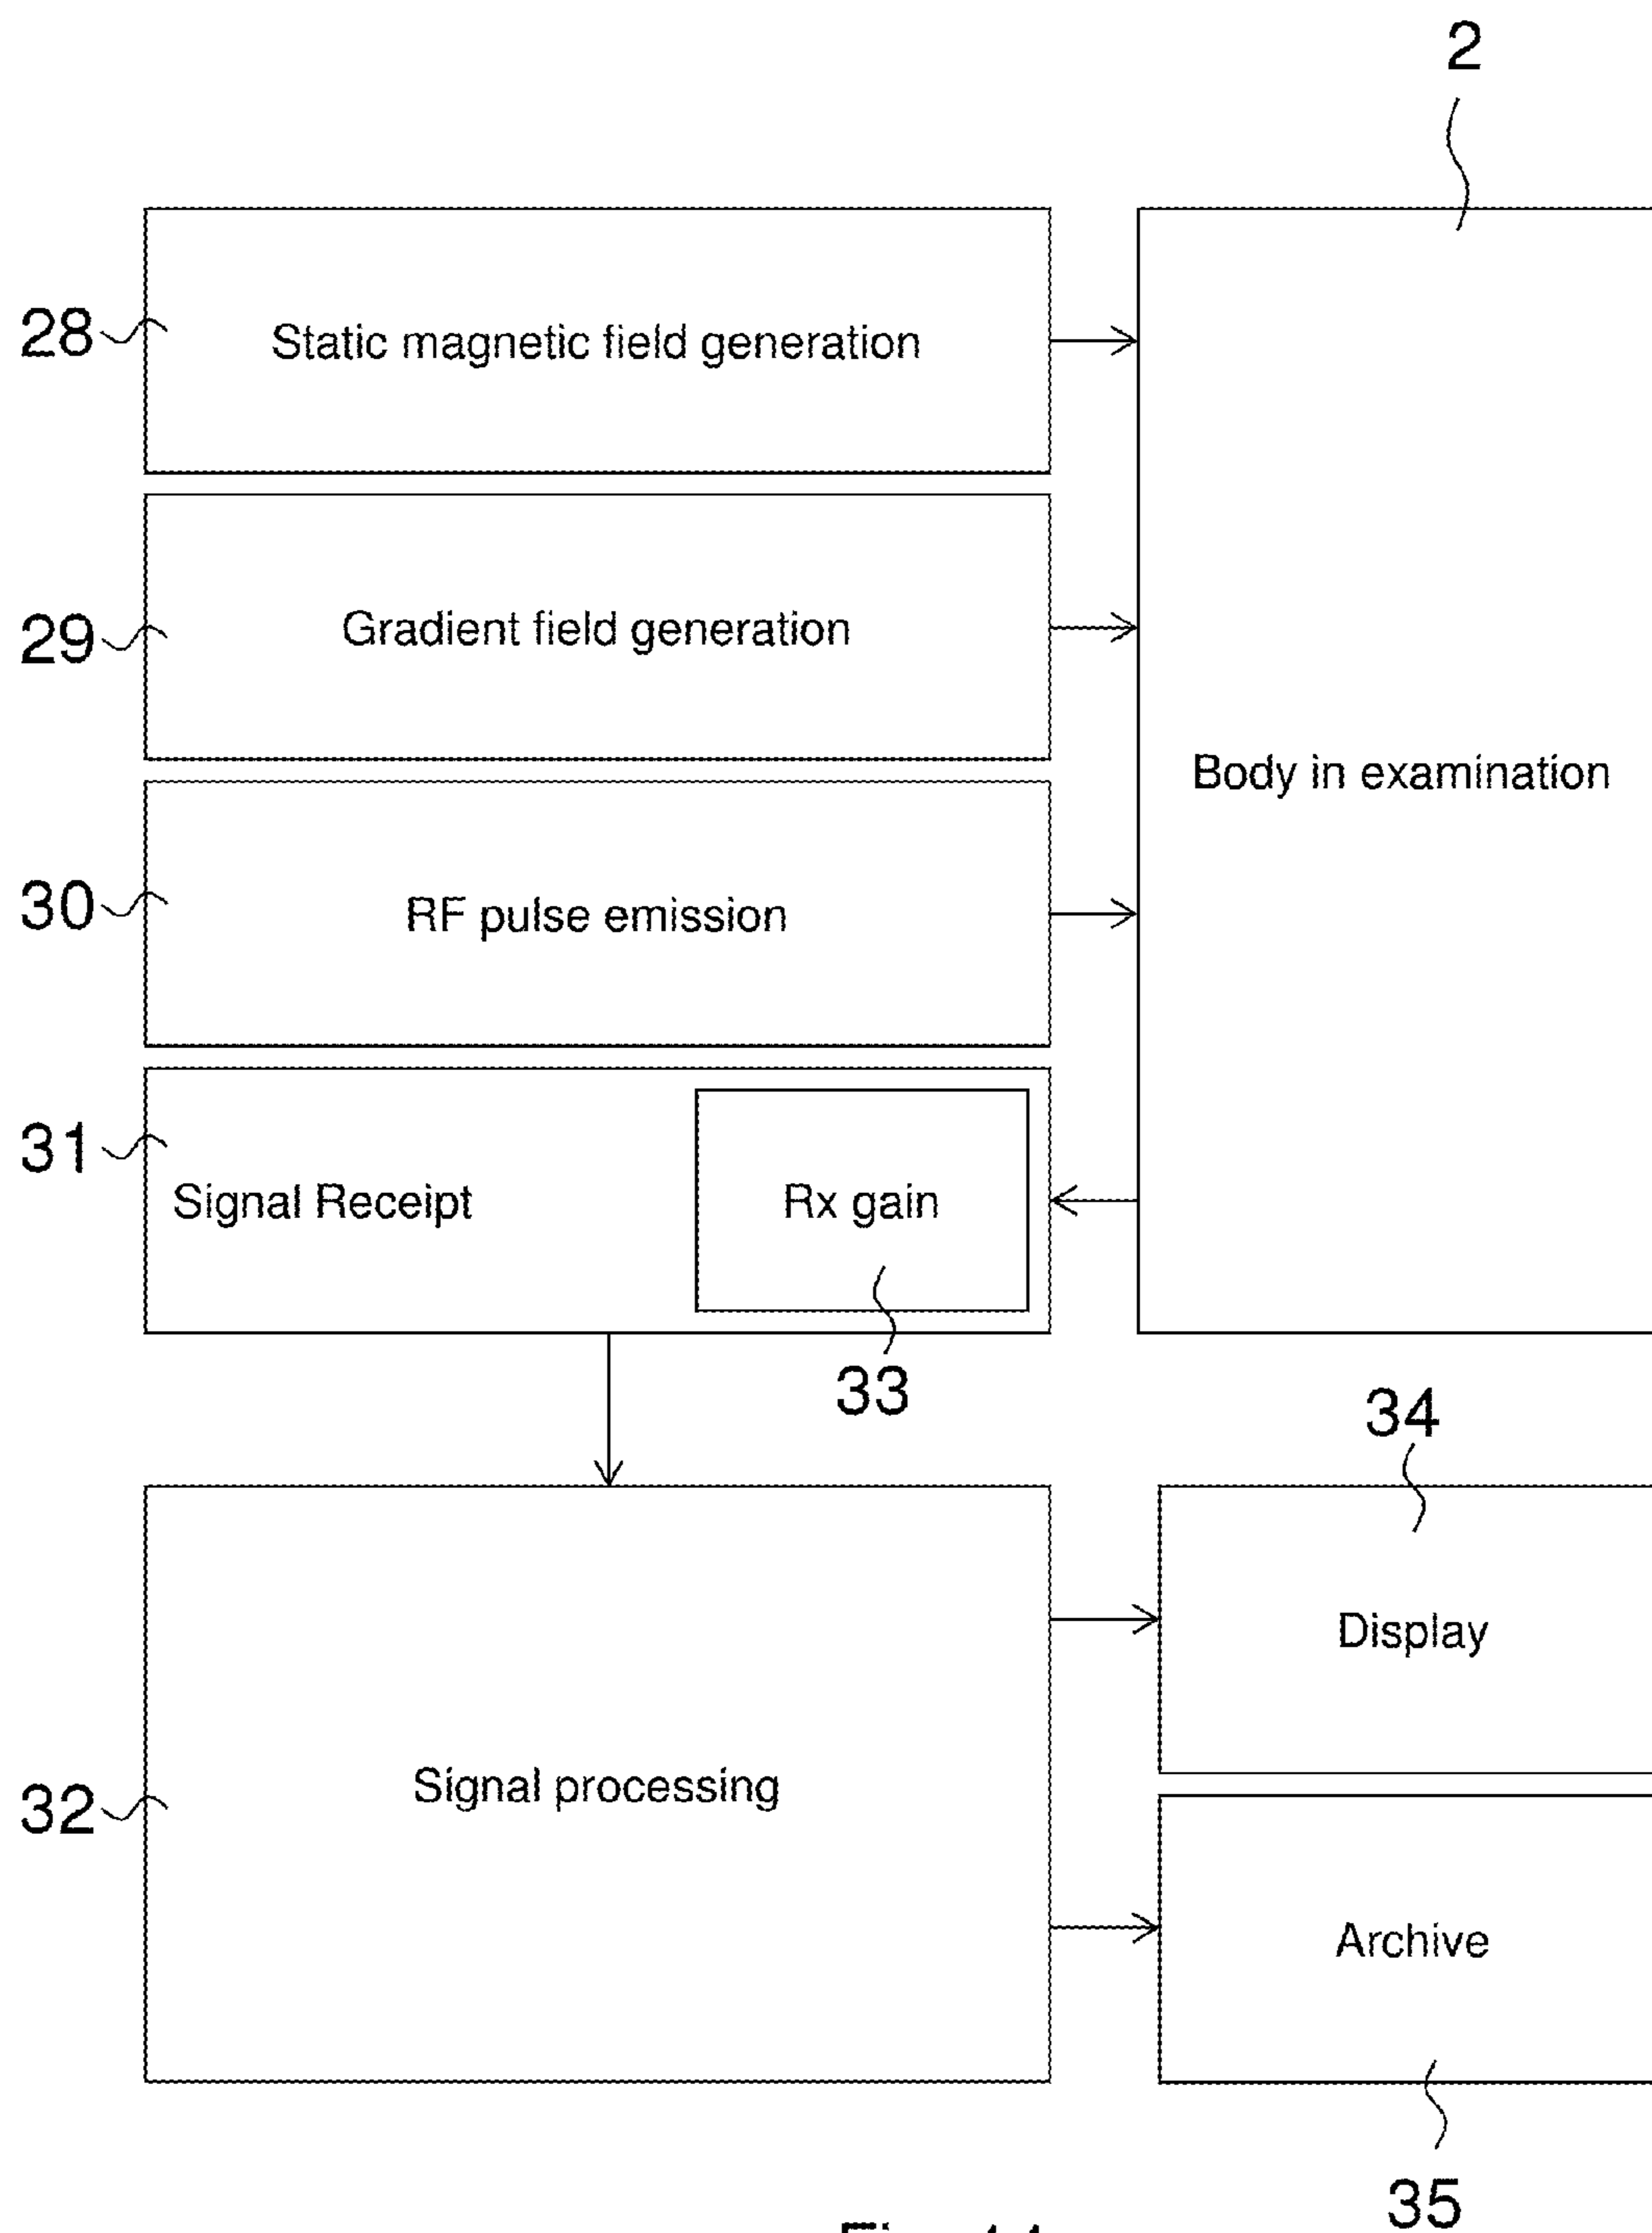 2
28
Static magnetic field generation
29
Gradient field generation
Body in examination
30
RF pulse emission
31
Signal Receipt
Rx gain
33
34
Display
32
Signal processing
Archive
35